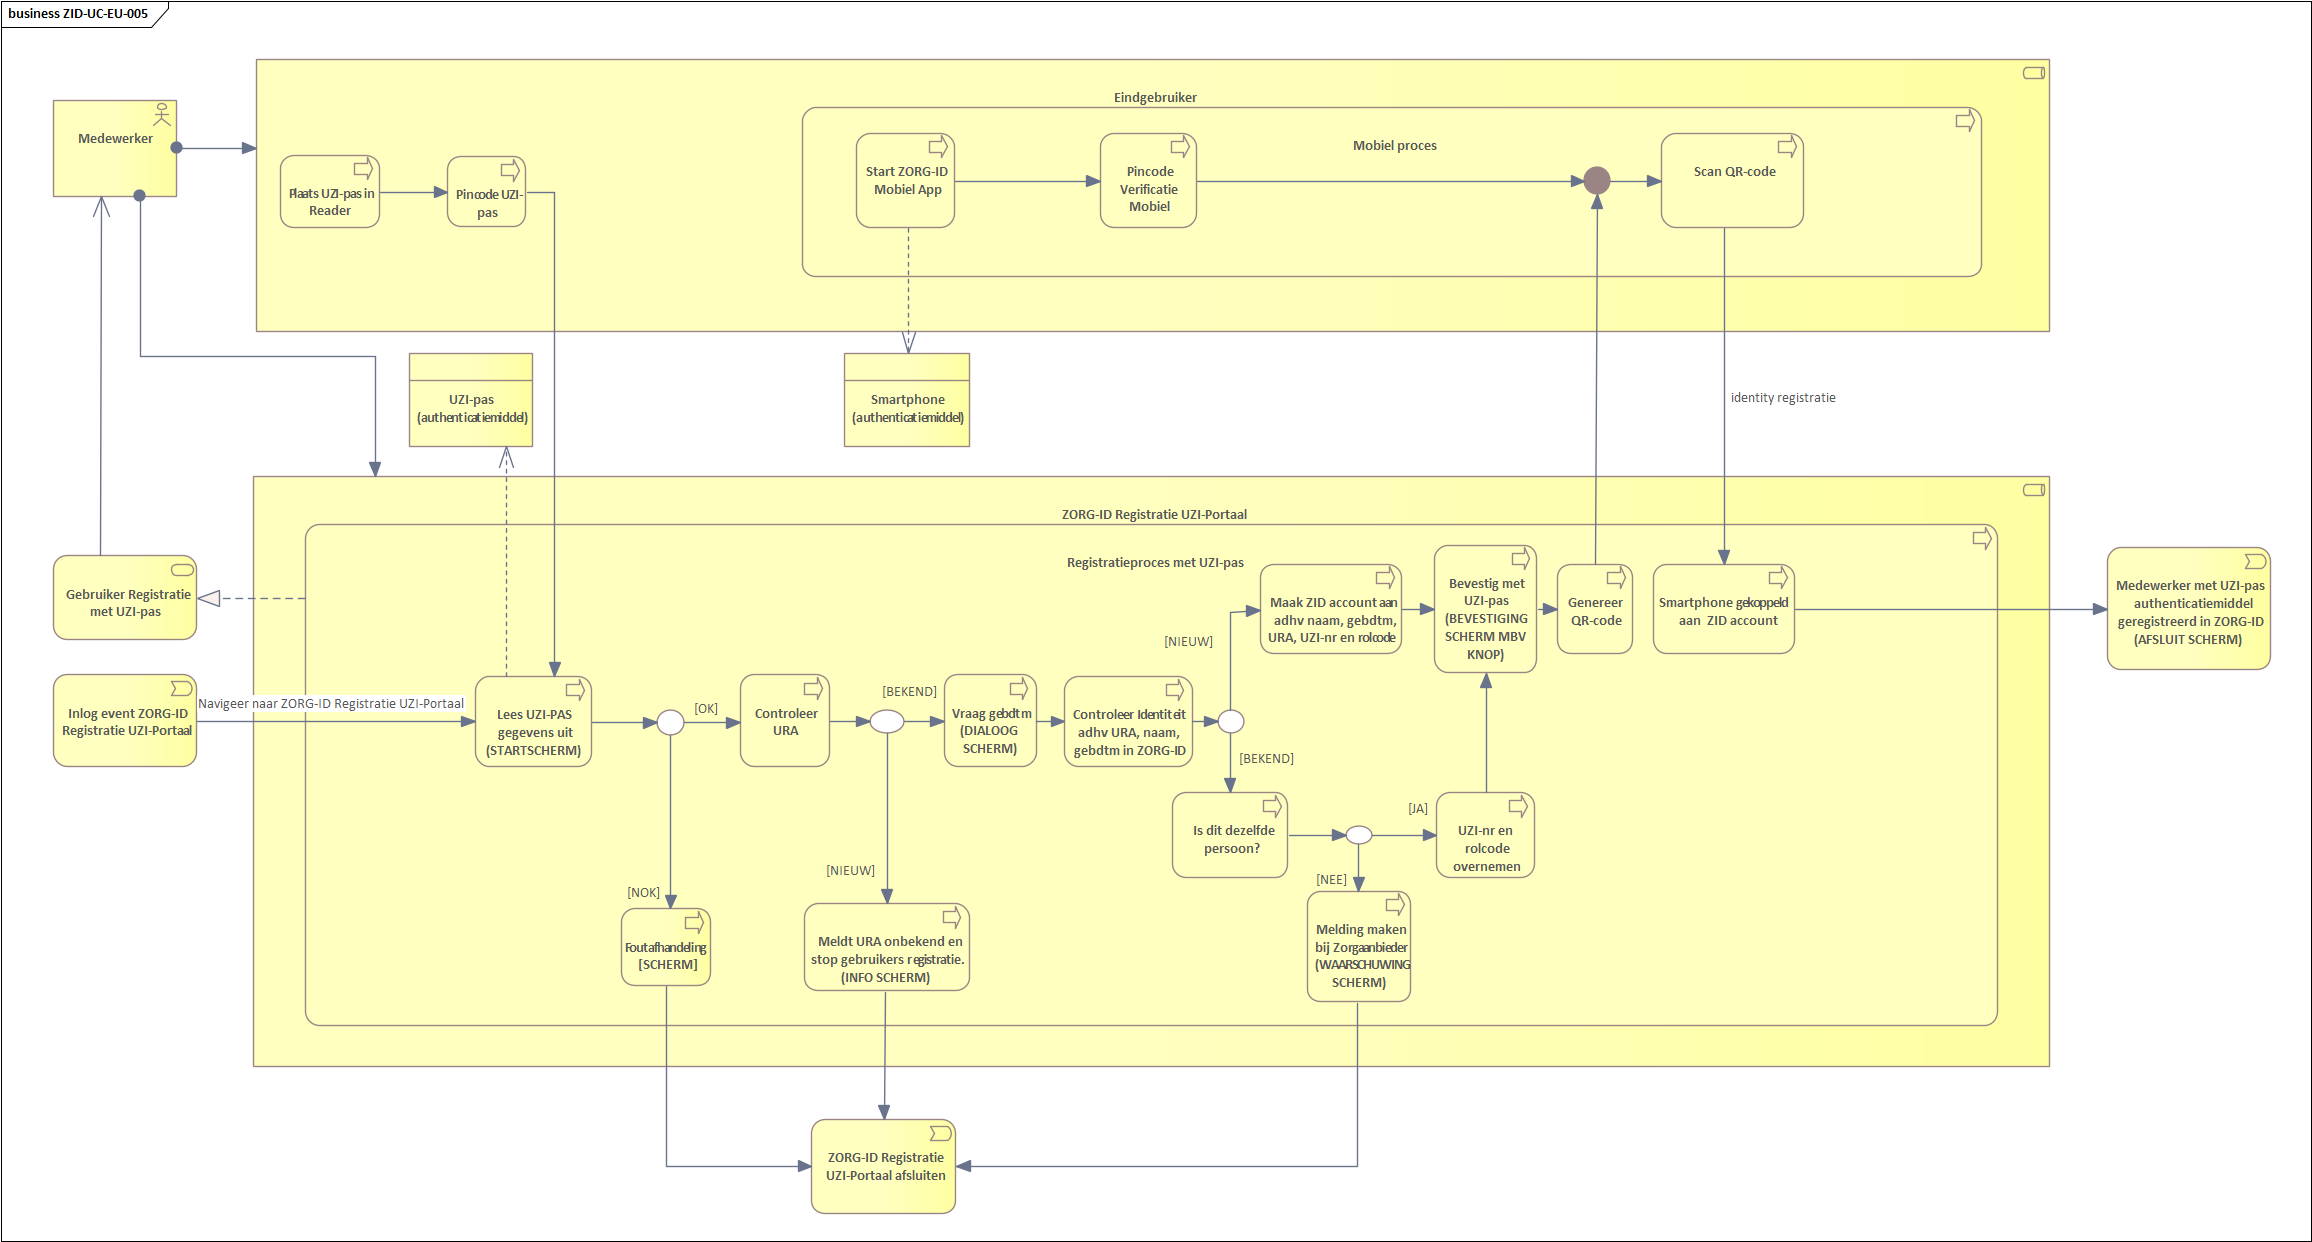 business ZID-UC-EU-005
Eindgebruiker
Medewerker
Mobiel proces
Plaats UZI-pas in
Reader
Pincode UZI-
pas
Start ZORG-ID
Mobiel App
Pincode
Verificatie
Mobiel
Scan QR-code
UZI-pas
(authenticatiemiddel)
Smartphone
(authenticatiemiddel)
identity registratie
ZORG-ID Registratie UZI-Portaal
Registratieproces met UZI-pas
Gebruiker Registratie
met UZI-pas
Maak ZID account aan
adhv naam, gebdtm,
URA, UZI-nr en rolcode
Bevestig met
UZI-pas
(BEVESTIGING
SCHERM MBV
KNOP)
Genereer
QR-code
Smartphone gekoppeld
aan ZID account
Medewerker met UZI-pas
authenticatiemiddel
geregistreerd in ZORG-ID
(AFSLUIT SCHERM)
[NIEUW]
Inlog event ZORG-ID
Registratie UZI-Portaal
Navigeer naar ZORG-ID Registratie UZI-Portaal
Lees UZI-PAS
gegevens uit
(STARTSCHERM)
[OK]
Controleer
URA
[BEKEND]
Vraag gebdtm
(DIALOOG
SCHERM)
Controleer Identiteit
adhv URA, naam,
gebdtm in ZORG-ID
[BEKEND]
Is dit dezelfde
persoon?
[JA]
UZI-nr en
rolcode
overnemen
[NEE]
[NIEUW]
[NOK]
Foutafhandeling
[SCHERM]
Meldt URA onbekend en
stop gebruikers registratie.
(INFO SCHERM)
Melding maken
bij Zorgaanbieder
(WAARSCHUWING
SCHERM)
ZORG-ID Registratie
UZI-Portaal afsluiten